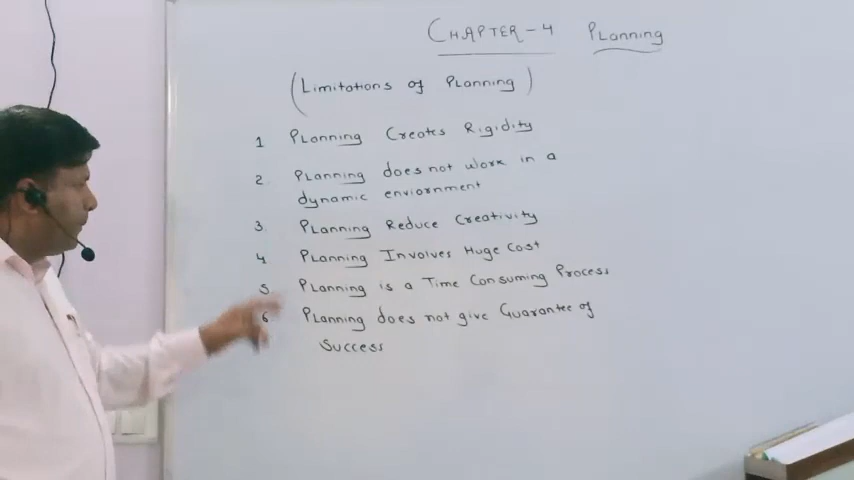 CHAPTER-4 Planning
(Limitations of Planning)
1 Planning Creates Rigidity
2. Planning does not work in a
dynamic enviornment
3. Planning Reduce Creativity
4 Planning Involves Huge Cost
5. Planning is a Time Consuming Process
6 Planning does not give Guarantee of
Success